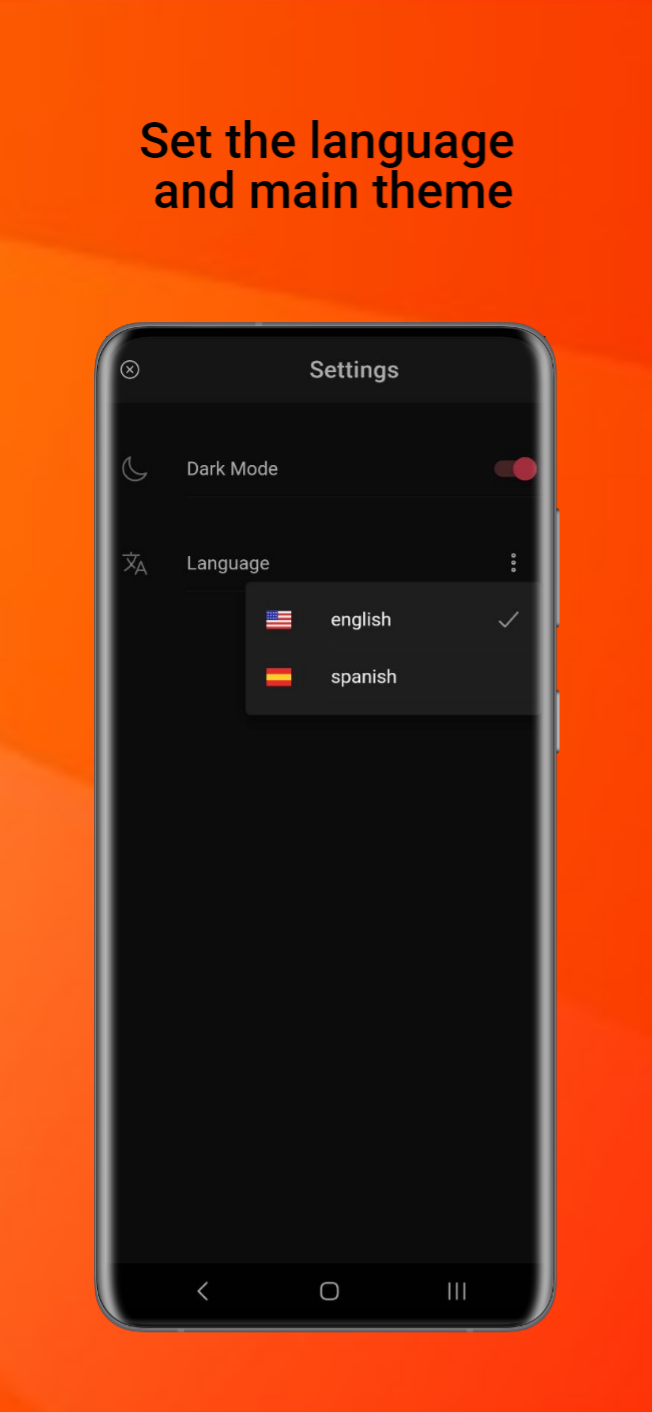 Set the language
and main theme
Settings
Dark Mode
Language
english
spanish